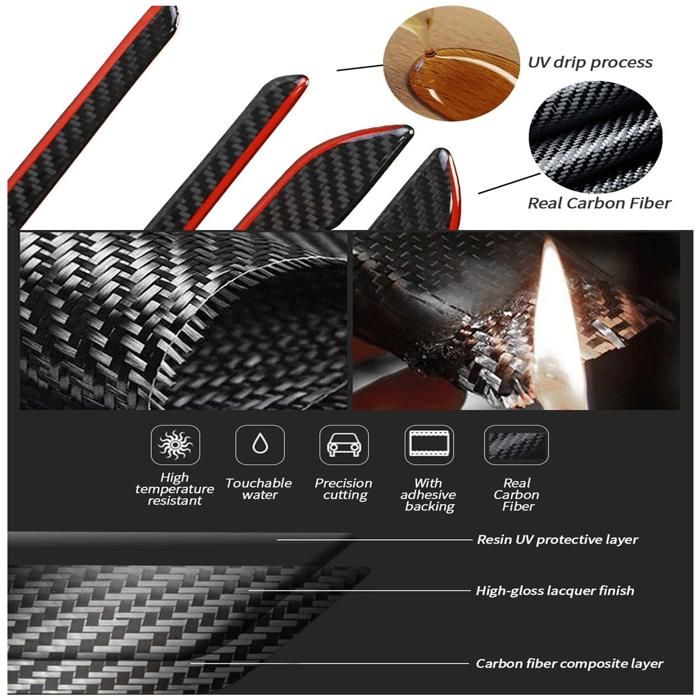 UV drip process
Real Carbon Fiber
High
temperature
resistant
Touchable
water
Precision
cutting
With
adhesive
backing
Real
Carbon
Fiber
Resin UV protective layer
High-gloss lacquer finish
Carbon fiber composite layer